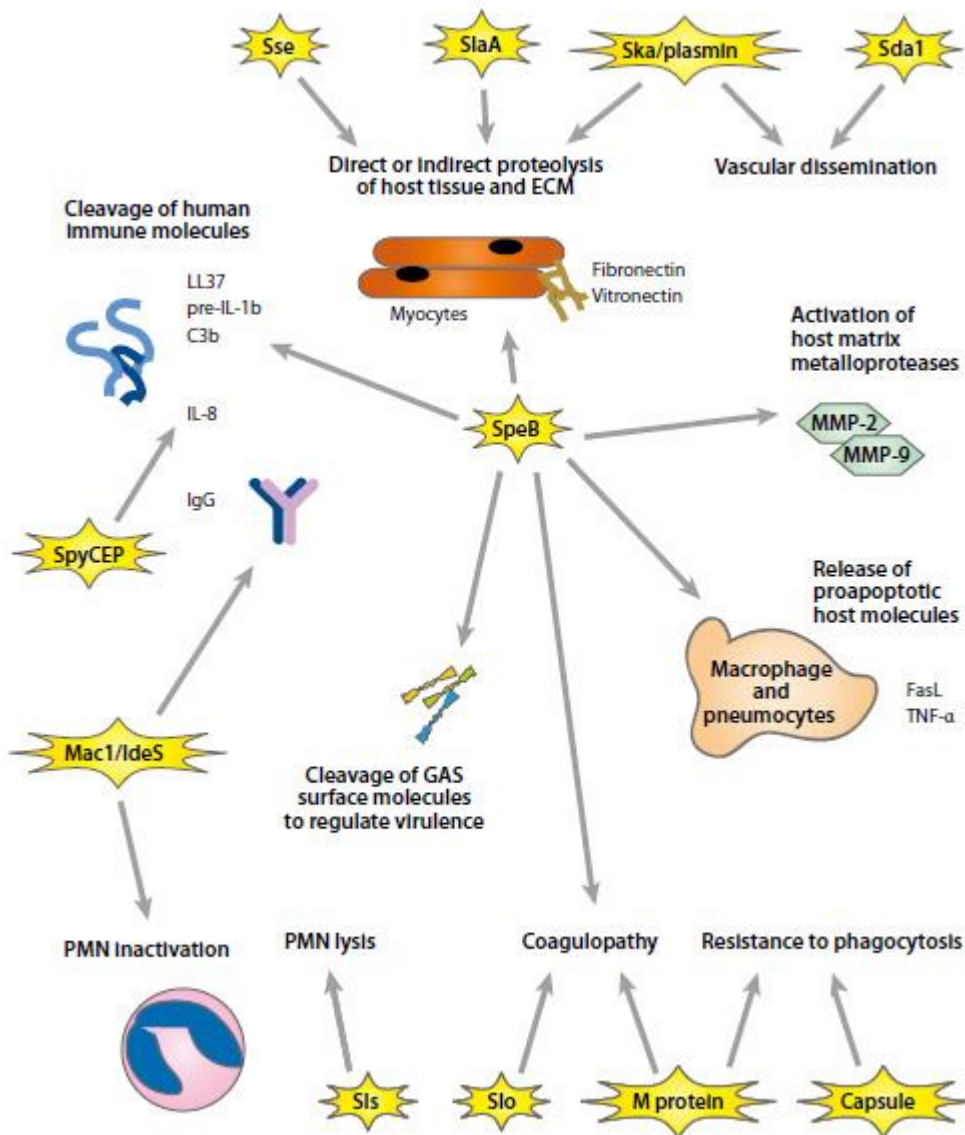 Sse
SlaA
Ska/plasmin
Sda1
Direct or indirect proteolysis
of host tissue and ECM
Vascular dissemination
Cleavage of human
immune molecules
LL37
pre-IL-1b
C3b
Myocytes
Fibronectin
Vitronectin
Activation of
host matrix
metalloproteases
MMP-2
MMP-9
IL-8
SpeB
IgG
SpyCEP
Release of
proapoptotic
host molecules
Macrophage
and
pneumocytes
FasL
TNF-α
Mac1/IdeS
Cleavage of GAS
surface molecules
to regulate virulence
PMN inactivation
PMN lysis
Coagulopathy
Resistance to phagocytosis
Sls
Slo
M protein
Capsule